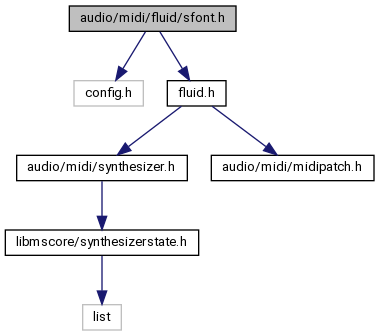 audio/midi/fluid/sfont.h
config.h
fluid.h
audio/midi/synthesizer.h
audio/midi/midipatch.h
libmscore/synthesizerstate.h
list